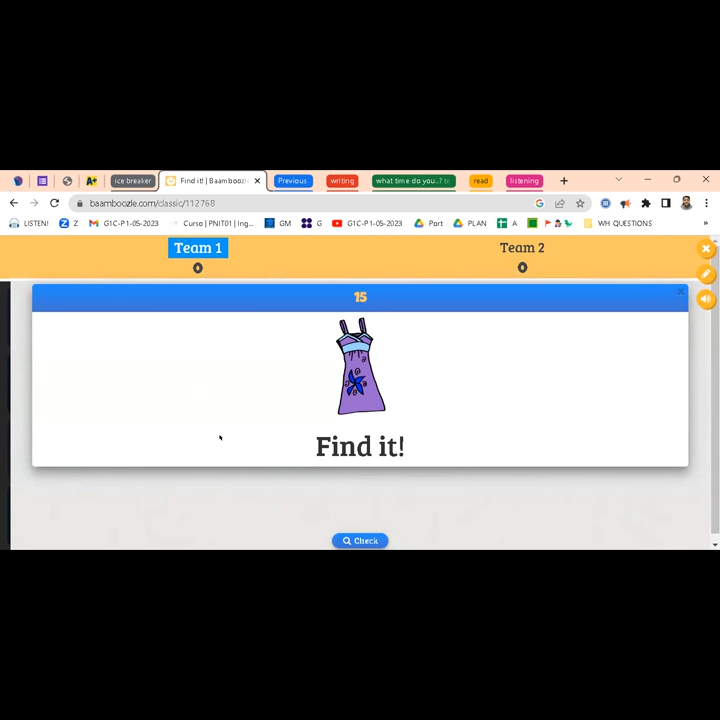 A+ ice breaker Find it! | Baamboozle Previous writing what time do you..? te read listening
baamboozle.com/classic/112768
LISTEN! Z G1C-P1-05-2023 Curso | PNIT01 | Ing... GM G G1C-P1-05-2023 Port PLAN A WH QUESTIONS
Team 1 Team 2
0 0
15
Find it!
Check